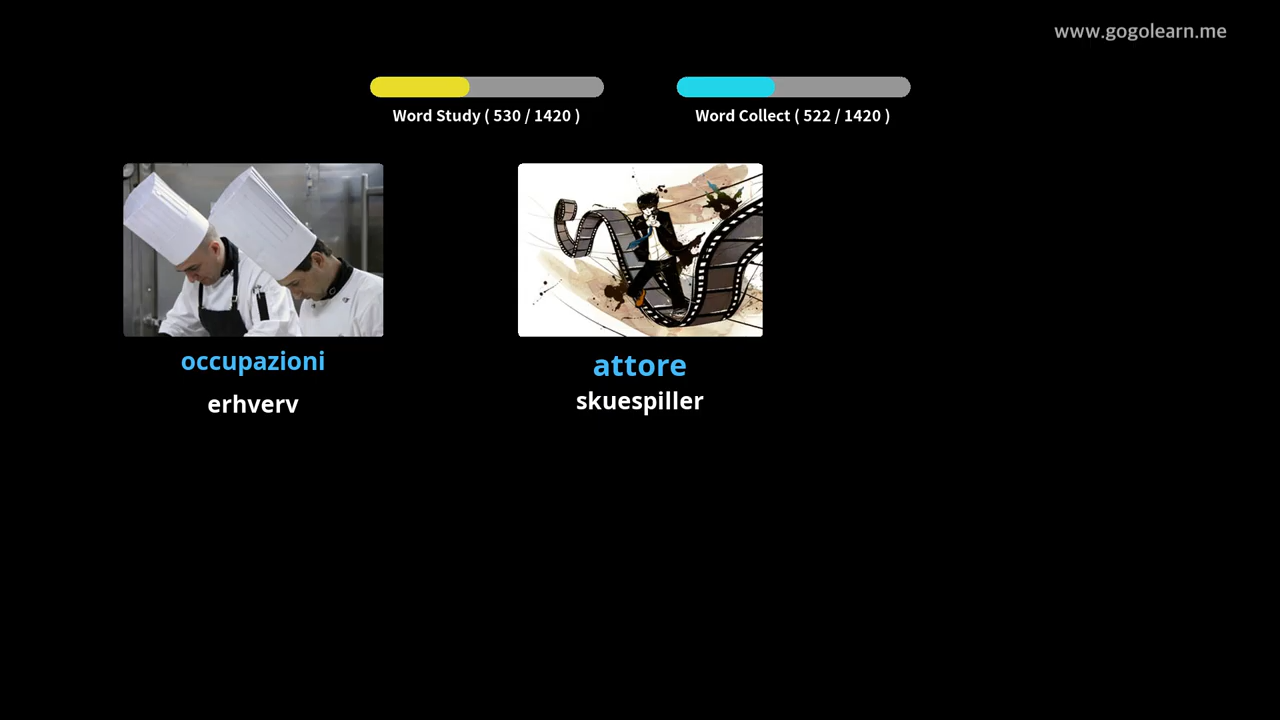 www.gogolearn.me
Word Study ( 530 / 1420 )
Word Collect ( 522 / 1420 )
occupazioni
erhverv
attore
skuespiller